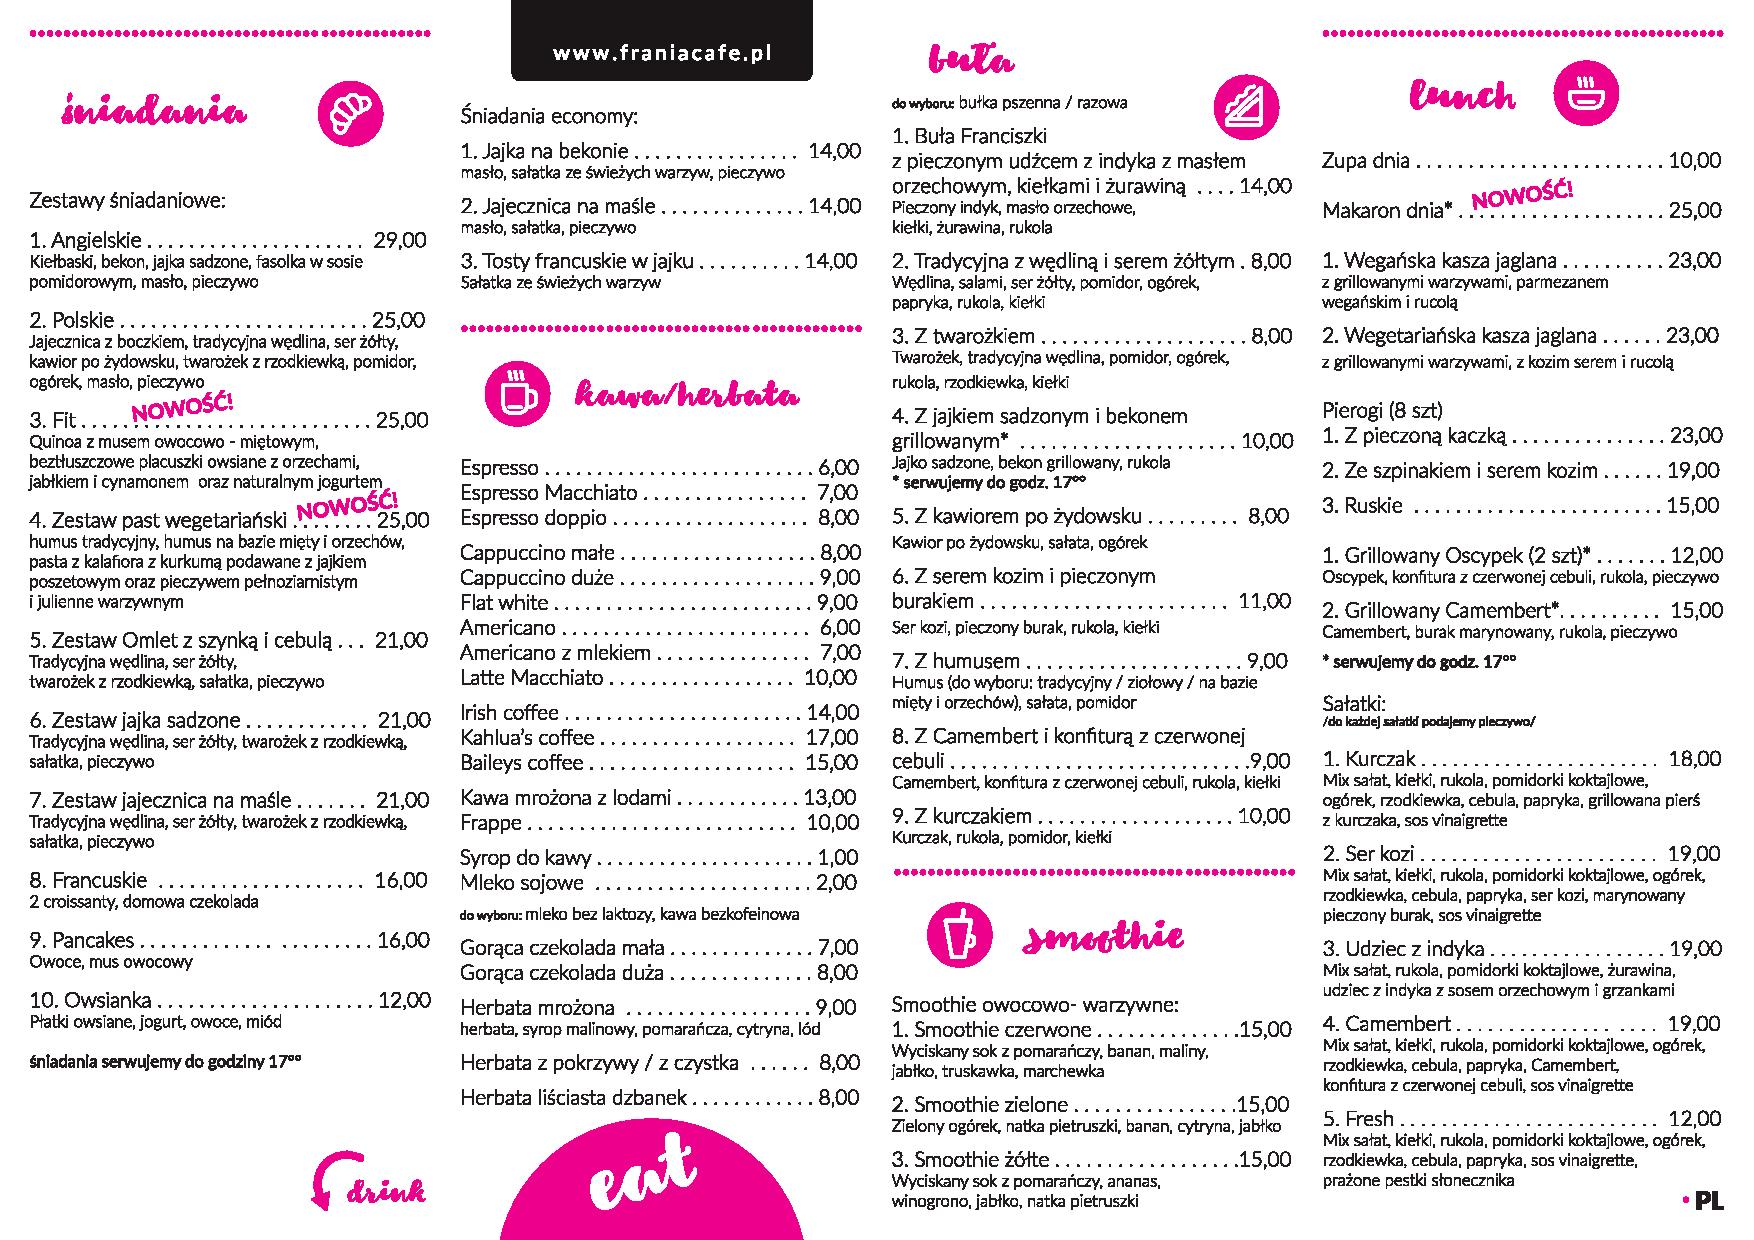 śniadania
Zestawy śniadaniowe:
1. Angielskie . . . . . . . . . . . . . . . . . . . . . 29,00
Kiełbaski, bekon, jajka sadzone, fasolka w sosie
pomidorowym, masło, pieczywo
2. Polskie . . . . . . . . . . . . . . . . . . . . . . . . 25,00
Jajecznica z boczkiem, tradycyjna wędlina, ser żółty,
kawior po żydowsku, twarożek z rzodkiewką, pomidor,
ogórek, masło, pieczywo
NOWOŚĆ!
3. Fit . . . . . . . . . . . . . . . . . . . . . . . . . . . . 25,00
Quinoa z musem owocowo - miętowym,
beztłuszczowe placuszki owsiane z orzechami,
jabłkiem i cynamonem oraz naturalnym jogurtem
NOWOŚĆ!
4. Zestaw past wegetariański . . . . . . . . 25,00
humus tradycyjny, humus na bazie mięty i orzechów,
pasta z kalafiora z kurkumą podawane z jajkiem
poszetowym oraz pieczywem pełnoziarnistym
i julienne warzywnym
5. Zestaw Omlet z szynką i cebulą . . . 21,00
Tradycyjna wędlina, ser żółty,
twarożek z rzodkiewką, sałatka, pieczywo
6. Zestaw jajka sadzone . . . . . . . . . . . . 21,00
Tradycyjna wędlina, ser żółty, twarożek z rzodkiewką,
sałatka, pieczywo
7. Zestaw jajecznica na maśle . . . . . . . 21,00
Tradycyjna wędlina, ser żółty, twarożek z rzodkiewką,
sałatka, pieczywo
8. Francuskie . . . . . . . . . . . . . . . . . . . . 16,00
2 croissanty, domowa czekolada
9. Pancakes . . . . . . . . . . . . . . . . . . . . . . 16,00
Owoce, mus owocowy
10. Owsianka . . . . . . . . . . . . . . . . . . . . . 12,00
Płatki owsiane, jogurt, owoce, miód
śniadania serwujemy do godziny 17ºº
drink
www.franiacafe.pl
Śniadania economy:
1. Jajka na bekonie . . . . . . . . . . . . . . . . 14,00
masło, sałatka ze świeżych warzyw, pieczywo
2. Jajecznica na maśle . . . . . . . . . . . . . . 14,00
masło, sałatka, pieczywo
3. Tosty francuskie w jajku . . . . . . . . . . 14,00
Sałatka ze świeżych warzyw
kawa/herbata
Espresso . . . . . . . . . . . . . . . . . . . . . . . . . . 6,00
Espresso Macchiato . . . . . . . . . . . . . . . . 7,00
Espresso doppio . . . . . . . . . . . . . . . . . . . 8,00
Cappuccino małe . . . . . . . . . . . . . . . . . . . 8,00
Cappuccino duże . . . . . . . . . . . . . . . . . . . 9,00
Flat white . . . . . . . . . . . . . . . . . . . . . . . . . 9,00
Americano . . . . . . . . . . . . . . . . . . . . . . . . 6,00
Americano z mlekiem . . . . . . . . . . . . . . . 7,00
Latte Macchiato . . . . . . . . . . . . . . . . . . 10,00
Irish coffee . . . . . . . . . . . . . . . . . . . . . . . 14,00
Kahlua's coffee . . . . . . . . . . . . . . . . . . . 17,00
Baileys coffee . . . . . . . . . . . . . . . . . . . . 15,00
Kawa mrożona z lodami . . . . . . . . . . . . 13,00
Frappe . . . . . . . . . . . . . . . . . . . . . . . . . . 10,00
Syrop do kawy . . . . . . . . . . . . . . . . . . . . . 1,00
Mleko sojowe . . . . . . . . . . . . . . . . . . . . . 2,00
do wyboru: mleko bez laktozy, kawa bezkofeinowa
Gorąca czekolada mała . . . . . . . . . . . . . . 7,00
Gorąca czekolada duża . . . . . . . . . . . . . . 8,00
Herbata mrożona . . . . . . . . . . . . . . . . . . 9,00
herbata, syrop malinowy, pomarańcza, cytryna, lód
Herbata z pokrzywy / z czystka . . . . . . 8,00
Herbata liściasta dzbanek . . . . . . . . . . . . 8,00
eat
buła
do wyboru: bułka pszenna / razowa
1. Buła Franciszki
z pieczonym udźcem z indyka z masłem
orzechowym, kiełkami i żurawiną . . . . 14,00
Pieczony indyk, masło orzechowe,
kiełki, żurawina, rukola
2. Tradycyjna z wędliną i serem żółtym . 8,00
Wędlina, salami, ser żółty, pomidor, ogórek,
papryka, rukola, kiełki
3. Z twarożkiem . . . . . . . . . . . . . . . . . . . . 8,00
Twarożek, tradycyjna wędlina, pomidor, ogórek,
rukola, rzodkiewka, kiełki
4. Z jajkiem sadzonym i bekonem
grillowanym* . . . . . . . . . . . . . . . . . . . . . 10,00
Jajko sadzone, bekon grillowany, rukola
* serwujemy do godz. 17ºº
5. Z kawiorem po żydowsku . . . . . . . . . 8,00
Kawior po żydowsku, sałata, ogórek
6. Z serem kozim i pieczonym
burakiem . . . . . . . . . . . . . . . . . . . . . . . . 11,00
Ser kozi, pieczony burak, rukola, kiełki
7. Z humusem . . . . . . . . . . . . . . . . . . . . . 9,00
Humus (do wyboru: tradycyjny / ziołowy / na bazie
mięty i orzechów), sałata, pomidor
8. Z Camembert i konfiturą z czerwonej
cebuli . . . . . . . . . . . . . . . . . . . . . . . . . . . . .9,00
Camembert, konfitura z czerwonej cebuli, rukola, kiełki
9. Z kurczakiem . . . . . . . . . . . . . . . . . . . 10,00
Kurczak, rukola, pomidor, kiełki
smoothie
Smoothie owocowo- warzywne:
1. Smoothie czerwone . . . . . . . . . . . . . .15,00
Wyciskany sok z pomarańczy, banan, maliny,
jabłko, truskawka, marchewka
2. Smoothie zielone . . . . . . . . . . . . . . . .15,00
Zielony ogórek, natka pietruszki, banan, cytryna, jabłko
3. Smoothie żółte . . . . . . . . . . . . . . . . . .15,00
Wyciskany sok z pomarańczy, ananas,
winogrono, jabłko, natka pietruszki
lunch
Zupa dnia . . . . . . . . . . . . . . . . . . . . . . . . 10,00
NOWOŚĆ!
Makaron dnia* . . . . . . . . . . . . . . . . . . . . 25,00
1. Wegańska kasza jaglana . . . . . . . . . . 23,00
z grillowanymi warzywami, parmezanem
wegańskim i rucolą
2. Wegetariańska kasza jaglana . . . . . . 23,00
z grillowanymi warzywami, z kozim serem i rucolą
Pierogi (8 szt)
1. Z pieczoną kaczką . . . . . . . . . . . . . . . 23,00
2. Ze szpinakiem i serem kozim . . . . . . 19,00
3. Ruskie . . . . . . . . . . . . . . . . . . . . . . . . 15,00
1. Grillowany Oscypek (2 szt)* . . . . . . . 12,00
Oscypek, konfitura z czerwonej cebuli, rukola, pieczywo
2. Grillowany Camembert*. . . . . . . . . . 15,00
Camembert, burak marynowany, rukola, pieczywo
* serwujemy do godz. 17ºº
Sałatki:
/do każdej sałatki podajemy pieczywo/
1. Kurczak . . . . . . . . . . . . . . . . . . . . . . . 18,00
Mix sałat, kiełki, rukola, pomidorki koktajlowe,
ogórek, rzodkiewka, cebula, papryka, grillowana pierś
z kurczaka, sos vinaigrette
2. Ser kozi . . . . . . . . . . . . . . . . . . . . . . . 19,00
Mix sałat, kiełki, rukola, pomidorki koktajlowe, ogórek,
rzodkiewka, cebula, papryka, ser kozi, marynowany
pieczony burak, sos vinaigrette
3. Udziec z indyka . . . . . . . . . . . . . . . . . 19,00
Mix sałat, rukola, pomidorki koktajlowe, żurawina,
udziec z indyka z sosem orzechowym i grzankami
4. Camembert . . . . . . . . . . . . . . . . . . . 19,00
Mix sałat, kiełki, rukola, pomidorki koktajlowe, ogórek,
rzodkiewka, cebula, papryka, Camembert,
konfitura z czerwonej cebuli, sos vinaigrette
5. Fresh . . . . . . . . . . . . . . . . . . . . . . . . . 12,00
Mix sałat, kiełki, rukola, pomidorki koktajlowe, ogórek,
rzodkiewka, cebula, papryka, sos vinaigrette,
prażone pestki słonecznika
• PL